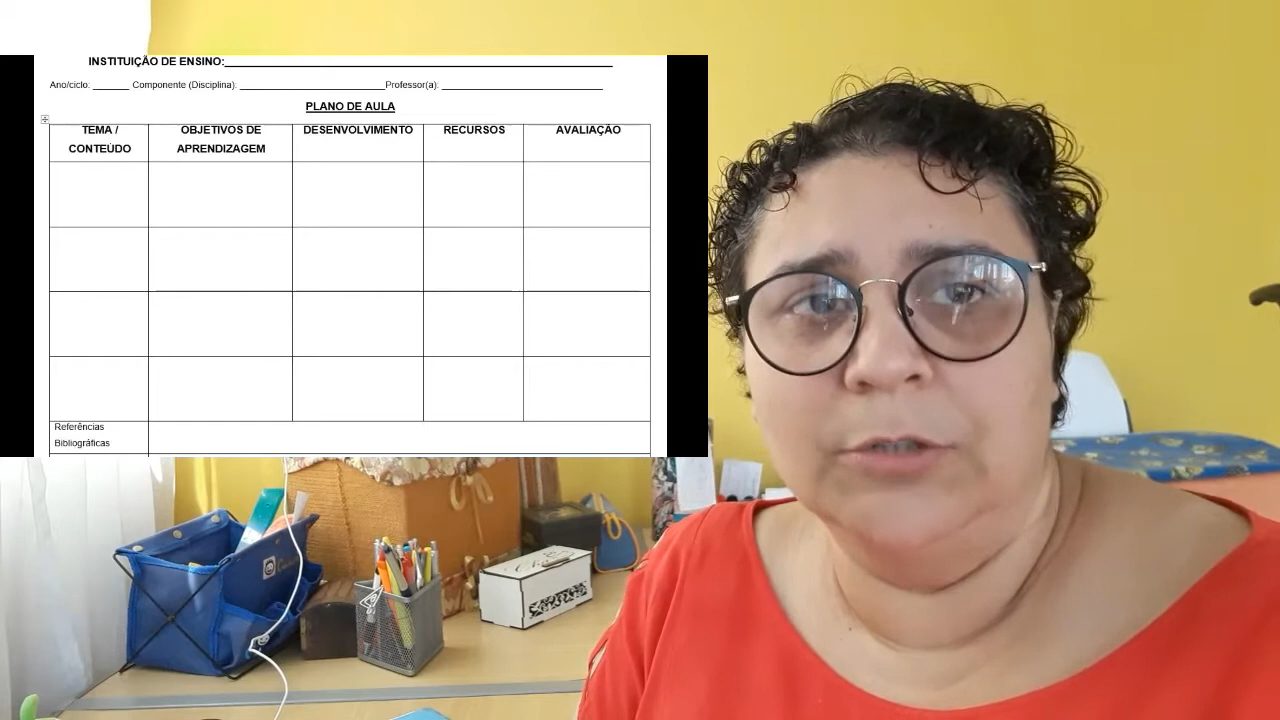 INSTITUIÇÃO DE ENSINO:
Ano/ciclo: Componente (Disciplina): Professor(a):
PLANO DE AULA
TEMA / CONTEÚDO
OBJETIVOS DE APRENDIZAGEM
DESENVOLVIMENTO
RECURSOS
AVALIAÇÃO
Referências
Bibliográficas